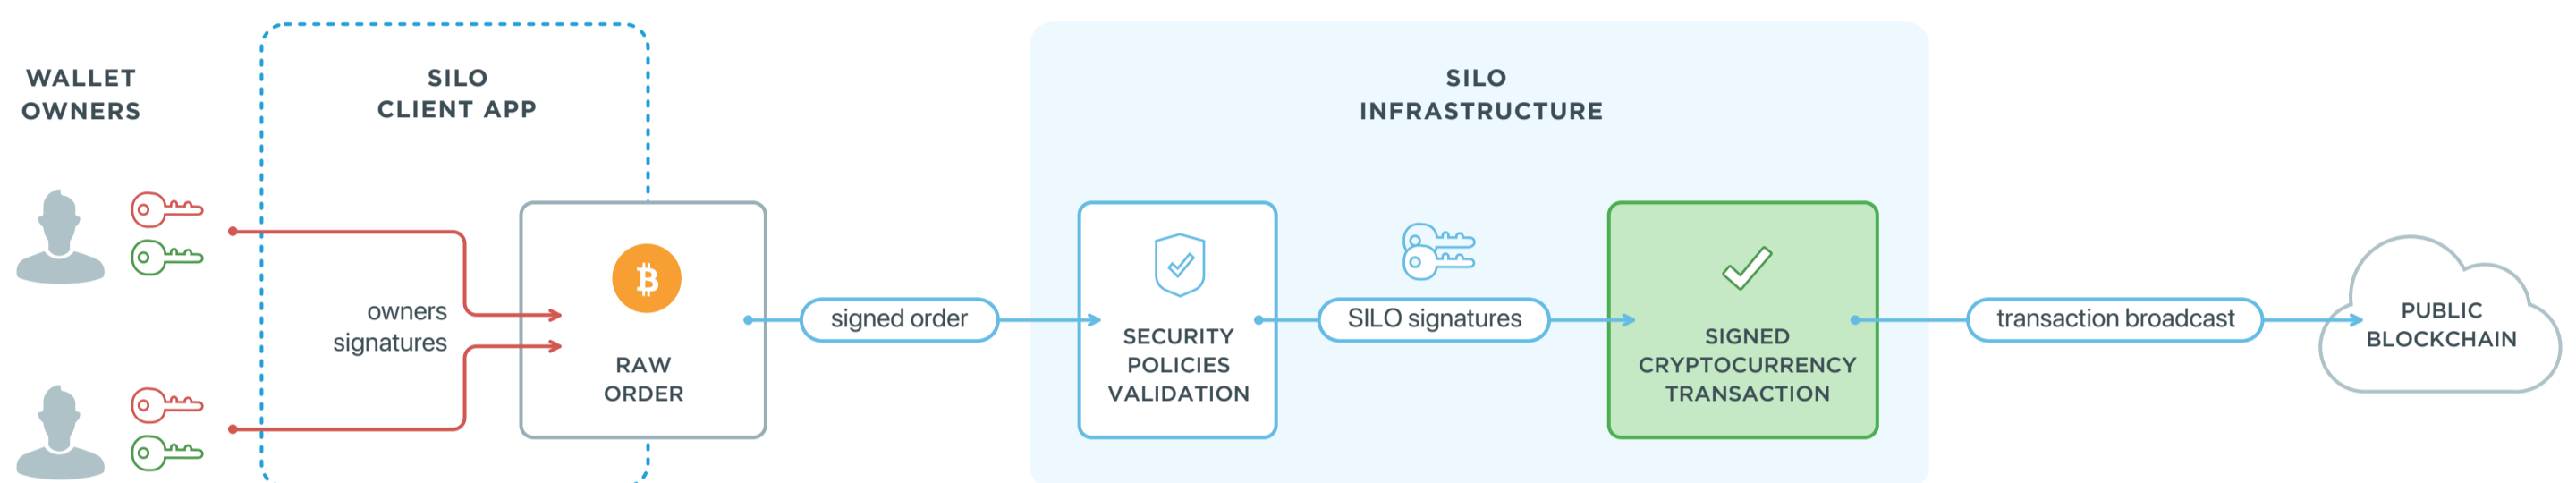 WALLET
OWNERS
SILO
CLIENT APP
owners
signatures
RAW
ORDER
signed order
SILO
INFRASTRUCTURE
SECURITY
POLICIES
VALIDATION
SILO signatures
SIGNED
CRYPTOCURRENCY
TRANSACTION
transaction broadcast
PUBLIC
BLOCKCHAIN